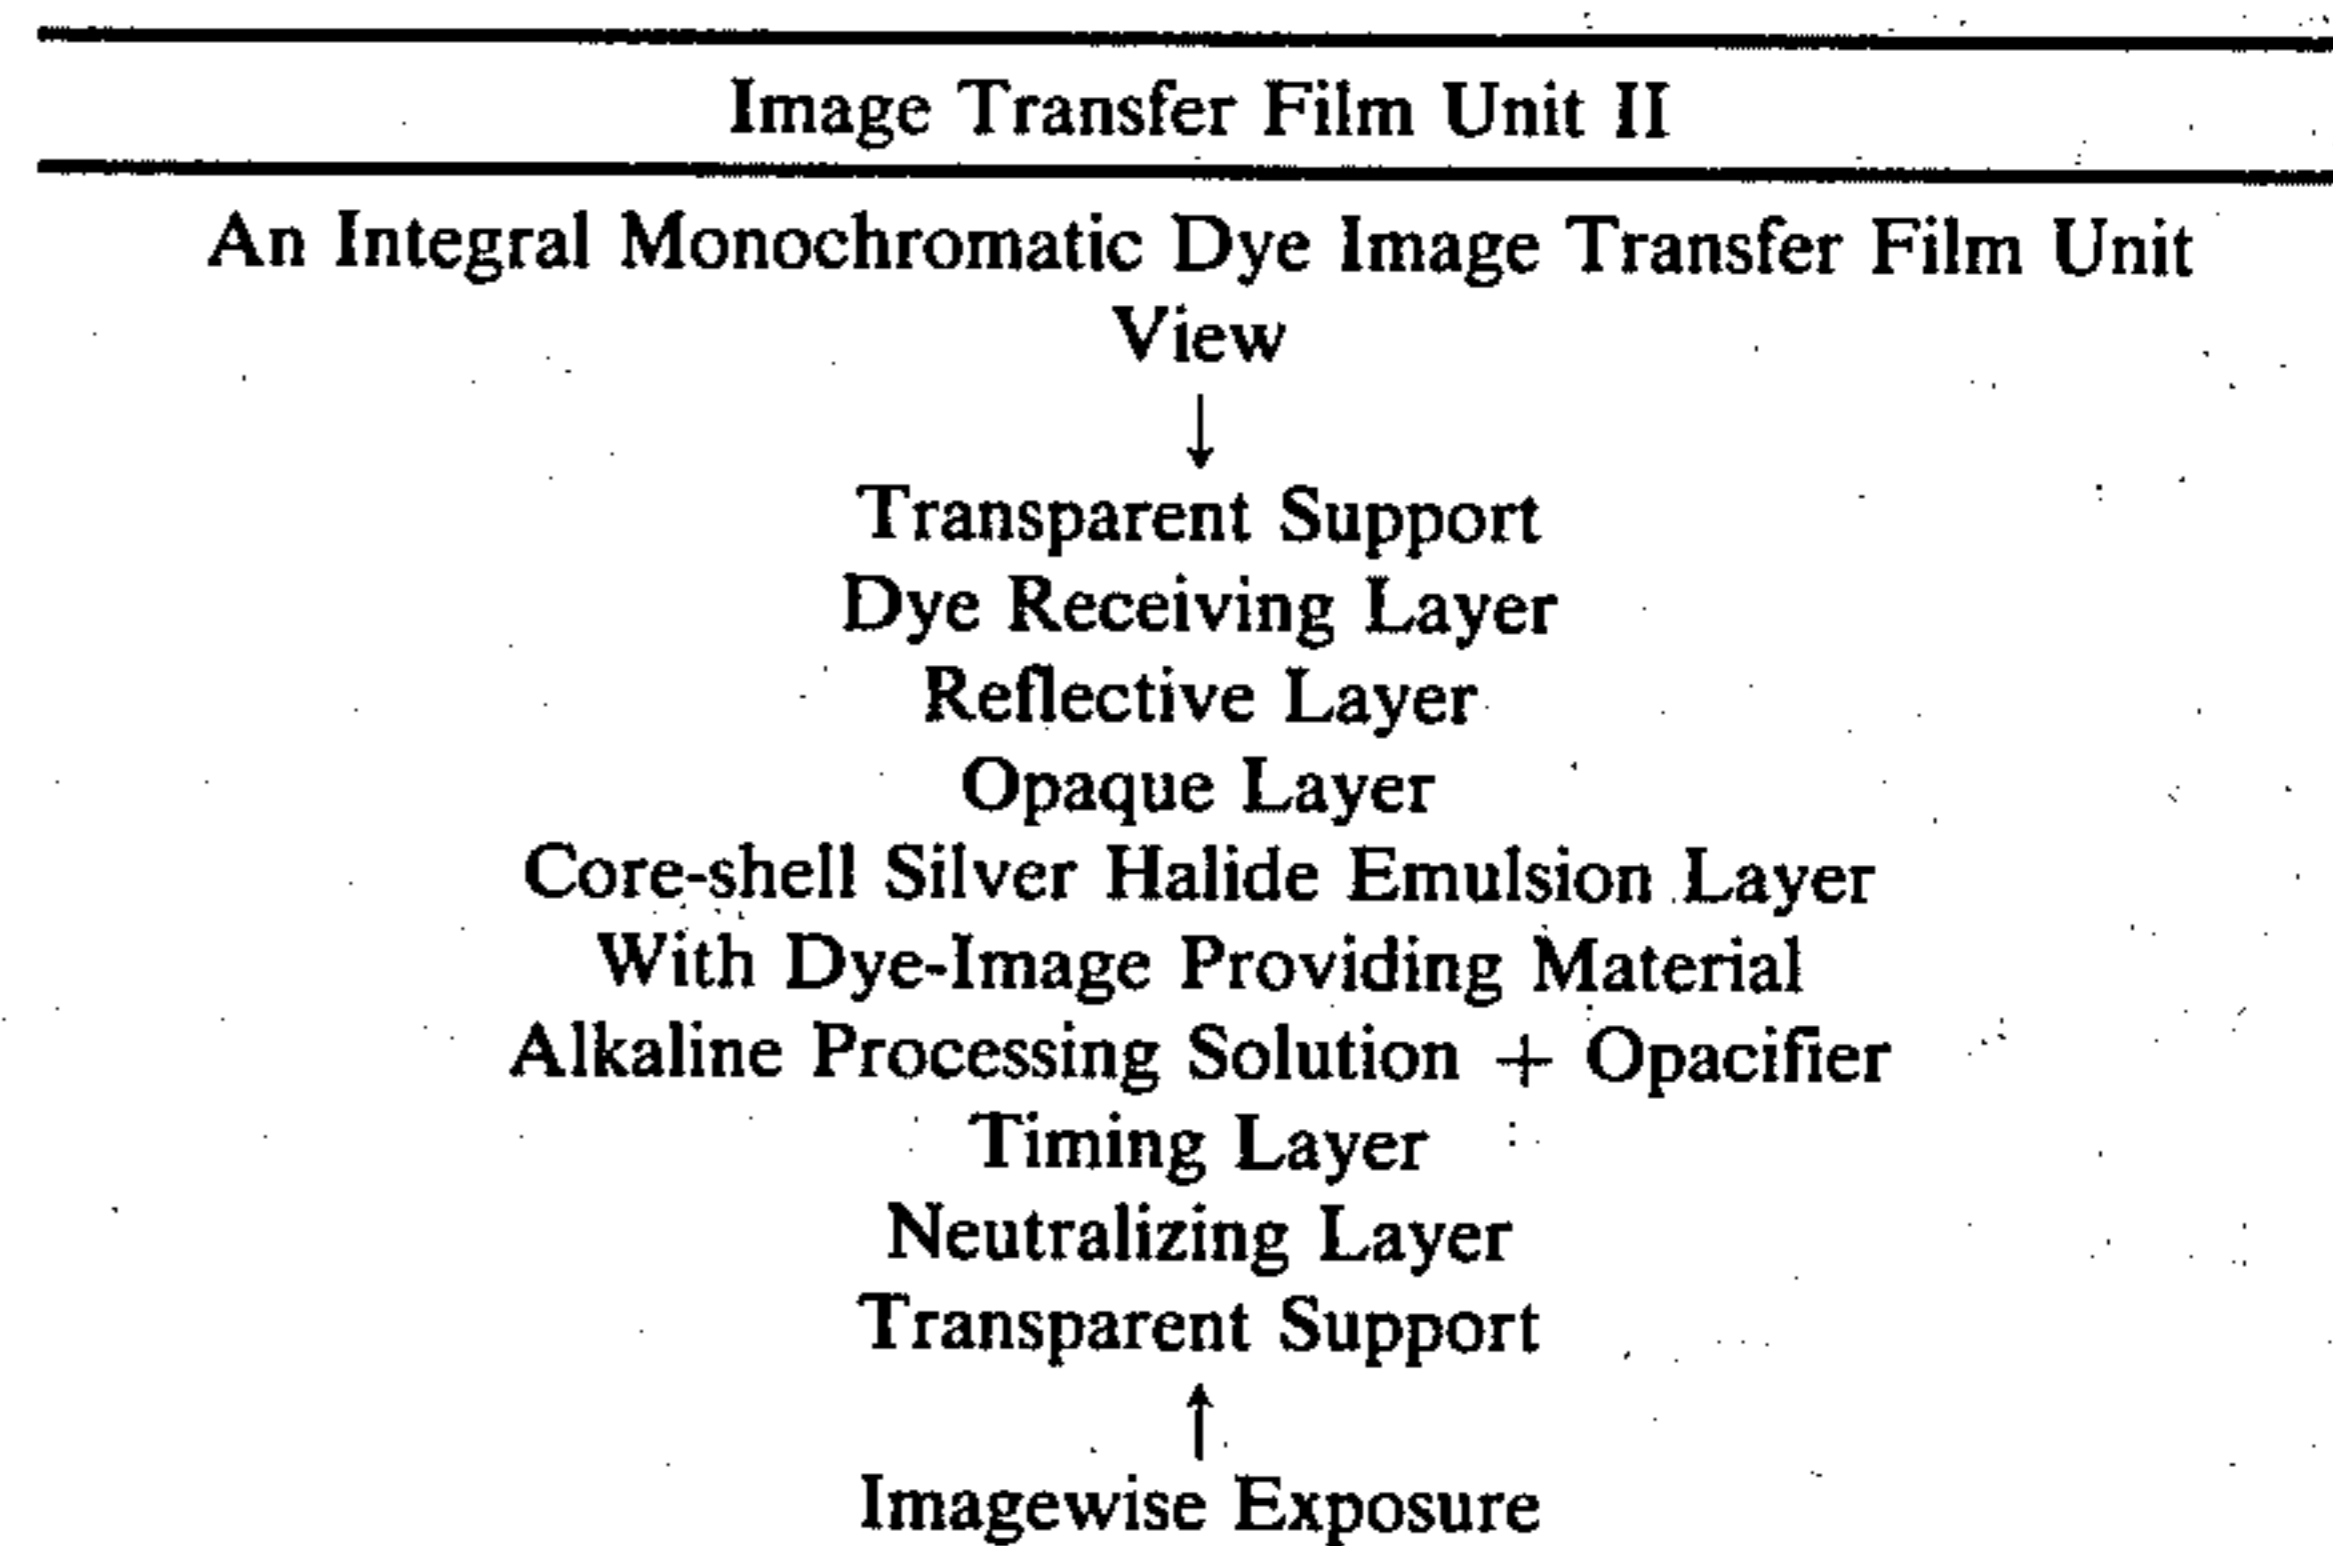 Image Transfer Film Unit II
An Integral Monochromatic Dye Image Transfer Film Unit
View
↓
Transparent Support
Dye Receiving Layer
Reflective Layer
Opaque Layer
Core-shell Silver Halide Emulsion Layer
With Dye-Image Providing Material
Alkaline Processing Solution + Opacifier
Timing Layer
Neutralizing Layer
Transparent Support
↑
Imagewise Exposure